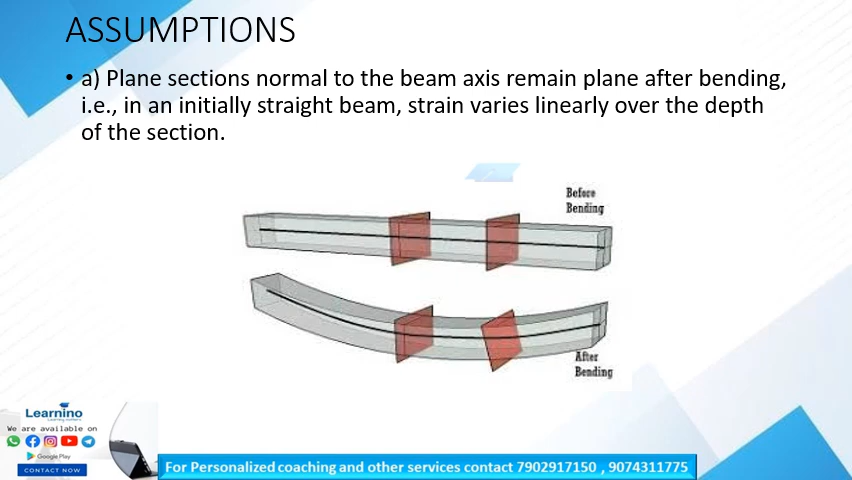 ASSUMPTIONS
• a) Plane sections normal to the beam axis remain plane after bending,
i.e., in an initially straight beam, strain varies linearly over the depth
of the section.
Before
Bending
After
Bending
Learnino
We are available on
Google Play
CONTACT NOW
For Personalized coaching and other services contact 7902917150 , 9074311775